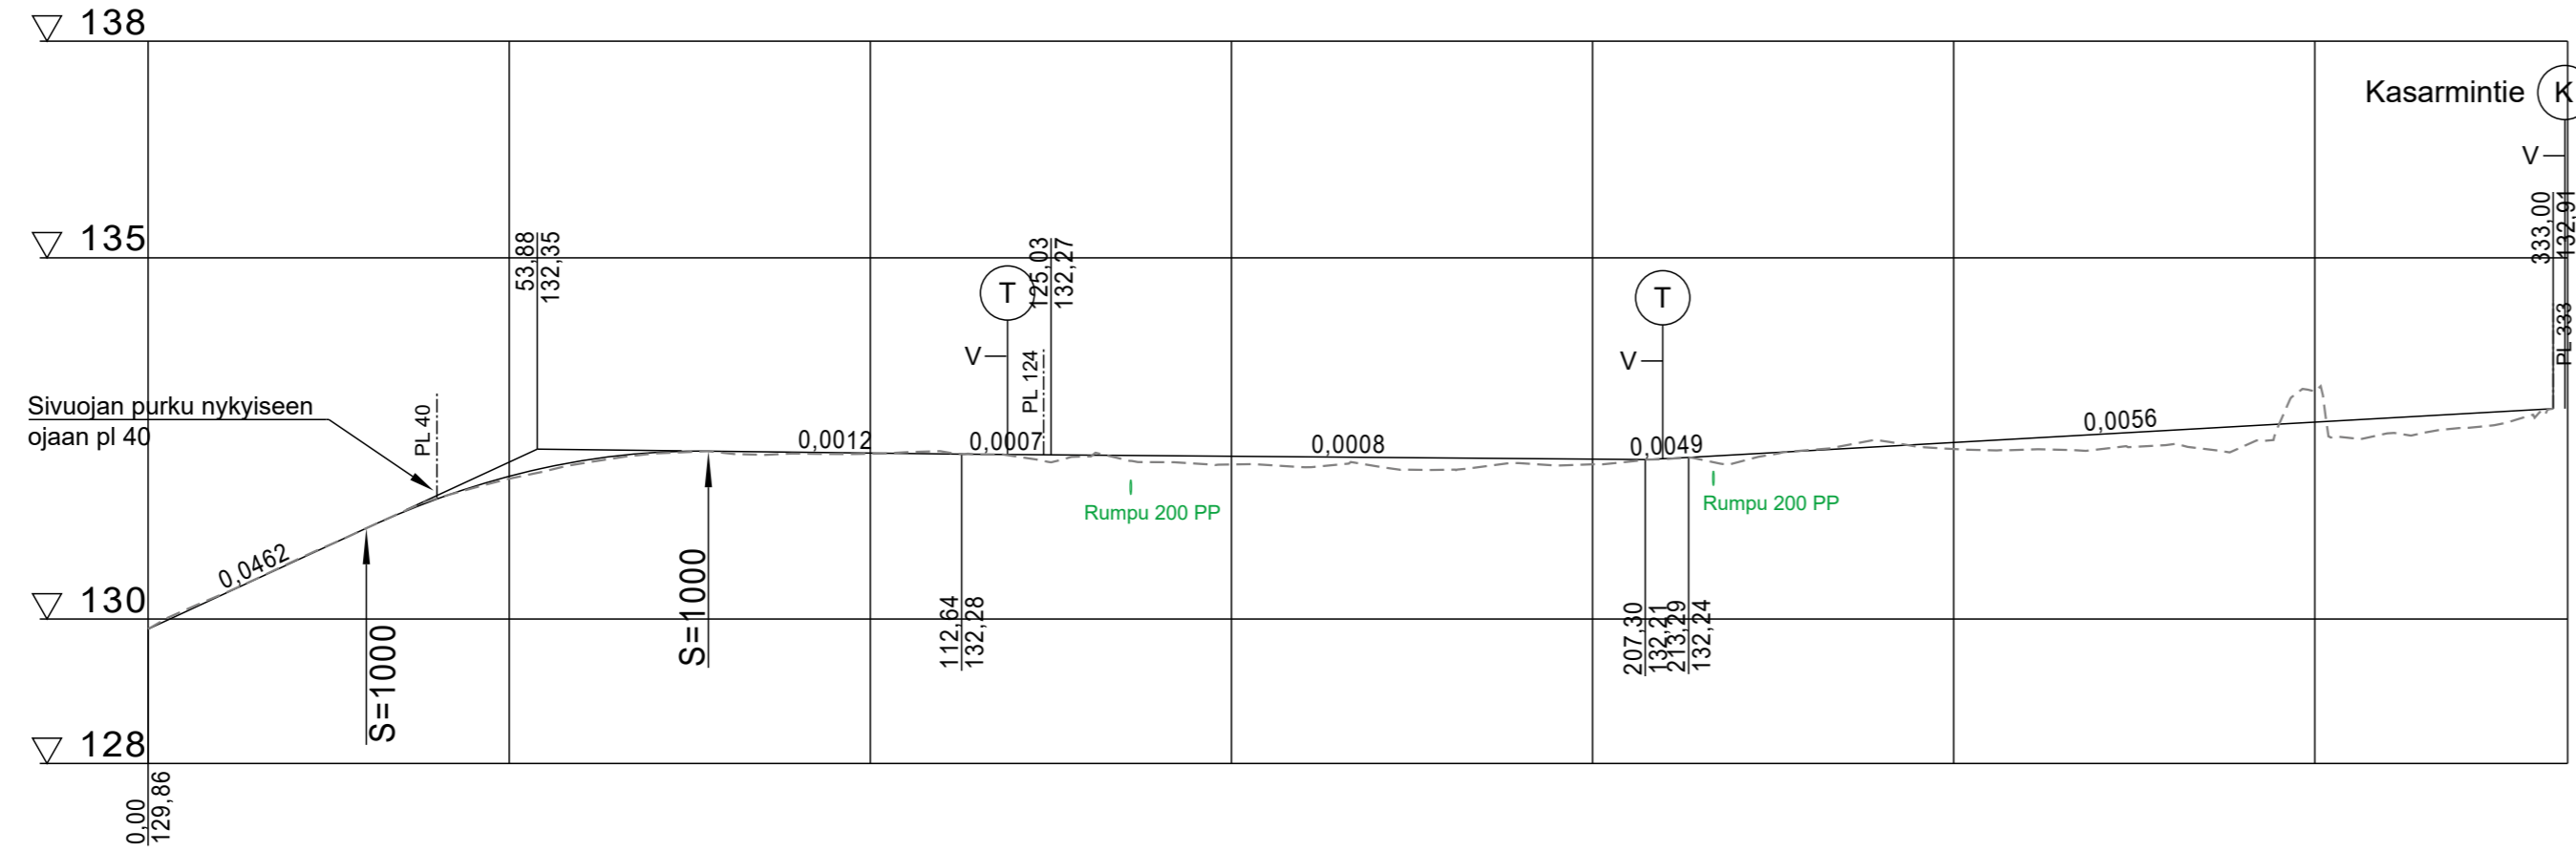 138
Kasarmintie K
V
135
53,88
132,35
125,03
132,27
333,00
132,91
PL 333
T
V
PL 124
T
V
Sivuojan purku nykyiseen
ojaan pl 40
PL 40
0,0462
0,0012
0,0007
0,0008
0,0049
0,0056
Rumpu 200 PP
Rumpu 200 PP
130
S=1000
S=1000
112,64
132,28
207,30
132,21
213,29
132,24
128
0,00
129,86